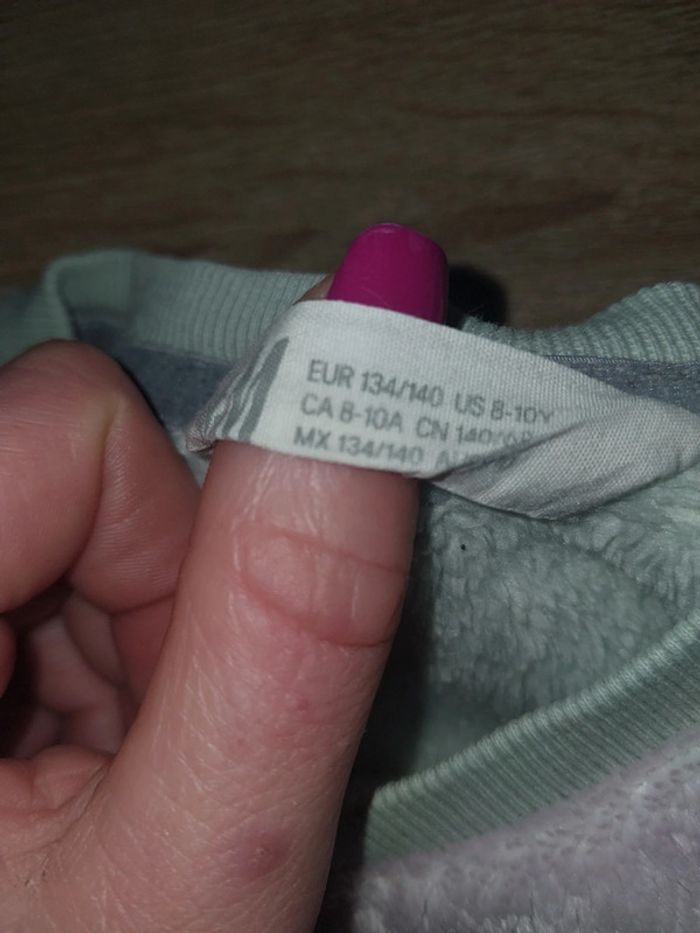 EUR 134/140 US 8-10Y
CA 8-10A CN 140/
MX 134/140